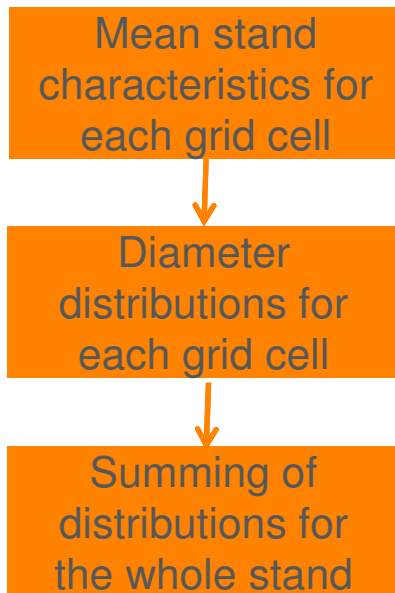 Mean stand
characteristics for
each grid cell
Diameter
distributions for
each grid cell
Summing of
distributions for
the whole stand